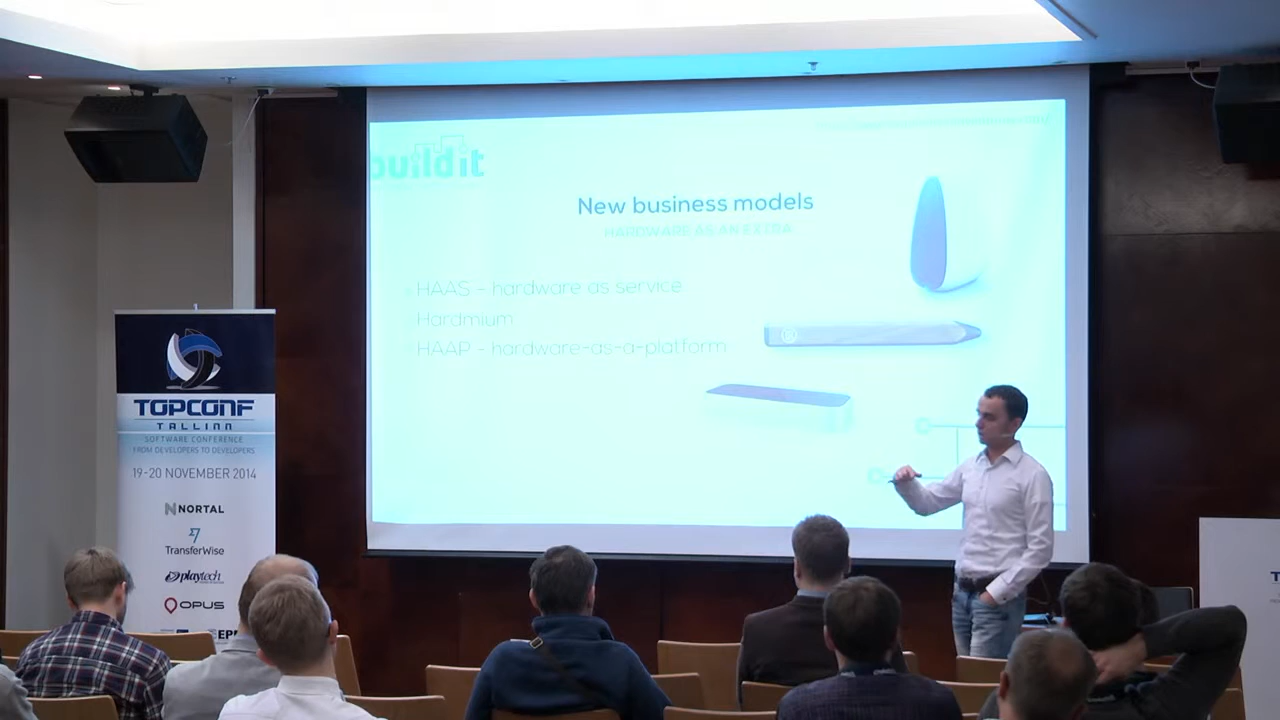 buildit
New business models
HARDWARE AS AN EXTRA
HAAS - hardware as service
Hardmium
HAAP - hardware-as-a-platform
TOPCONF
TALLINN
SOFTWARE CONFERENCE
FROM DEVELOPERS TO DEVELOPERS
19-20 NOVEMBER 2014
NORTAL
TransferWise
playtech
OPUS